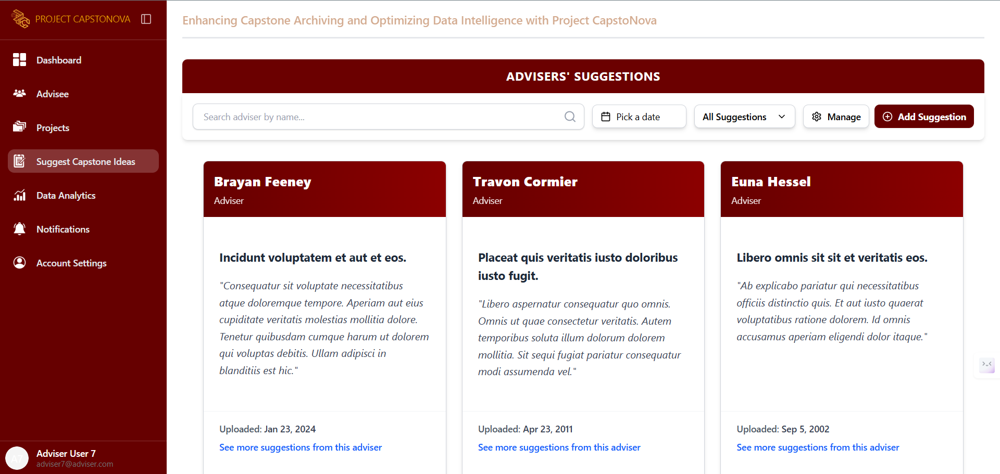 PROJECT CAPSTONOVA
Dashboard
Advisee
Projects
Suggest Capstone Ideas
Data Analytics
Notifications
Account Settings
A7
Adviser User 7
adviser7@adviser.com
Enhancing Capstone Archiving and Optimizing Data Intelligence with Project CapstoNova
ADVISERS' SUGGESTIONS
Search adviser by name...
Pick a date
All Suggestions
Manage
Add Suggestion
Brayan Feeney
Adviser
Incidunt voluptatem et aut et eos.
"Consequatur sit voluptate necessitatibus
atque doloremque tempore. Aperiam aut eius
cupiditate veritatis molestias mollitia dolore.
Tenetur quibusdam cumque harum ut dolorem
qui voluptas debitis. Ullam adipisci in
blanditiis est hic."
Uploaded: Jan 23, 2024
See more suggestions from this adviser
Travon Cormier
Adviser
Placeat quis veritatis iusto doloribus
iusto fugit.
"Libero aspernatur consequatur quo omnis.
Omnis ut quae consectetur veritatis. Autem
temporibus soluta illum dolorum dolorem
mollitia. Sit sequi fugiat pariatur consequatur
modi assumenda vel."
Uploaded: Apr 23, 2011
See more suggestions from this adviser
Euna Hessel
Adviser
Libero omnis sit sit et veritatis eos.
"Ab explicabo pariatur qui necessitatibus
officiis distinctio quis. Et aut iusto quaerat
voluptatibus ratione dolorem. Id omnis
accusamus aperiam eligendi dolor itaque."
Uploaded: Sep 5, 2002
See more suggestions from this adviser